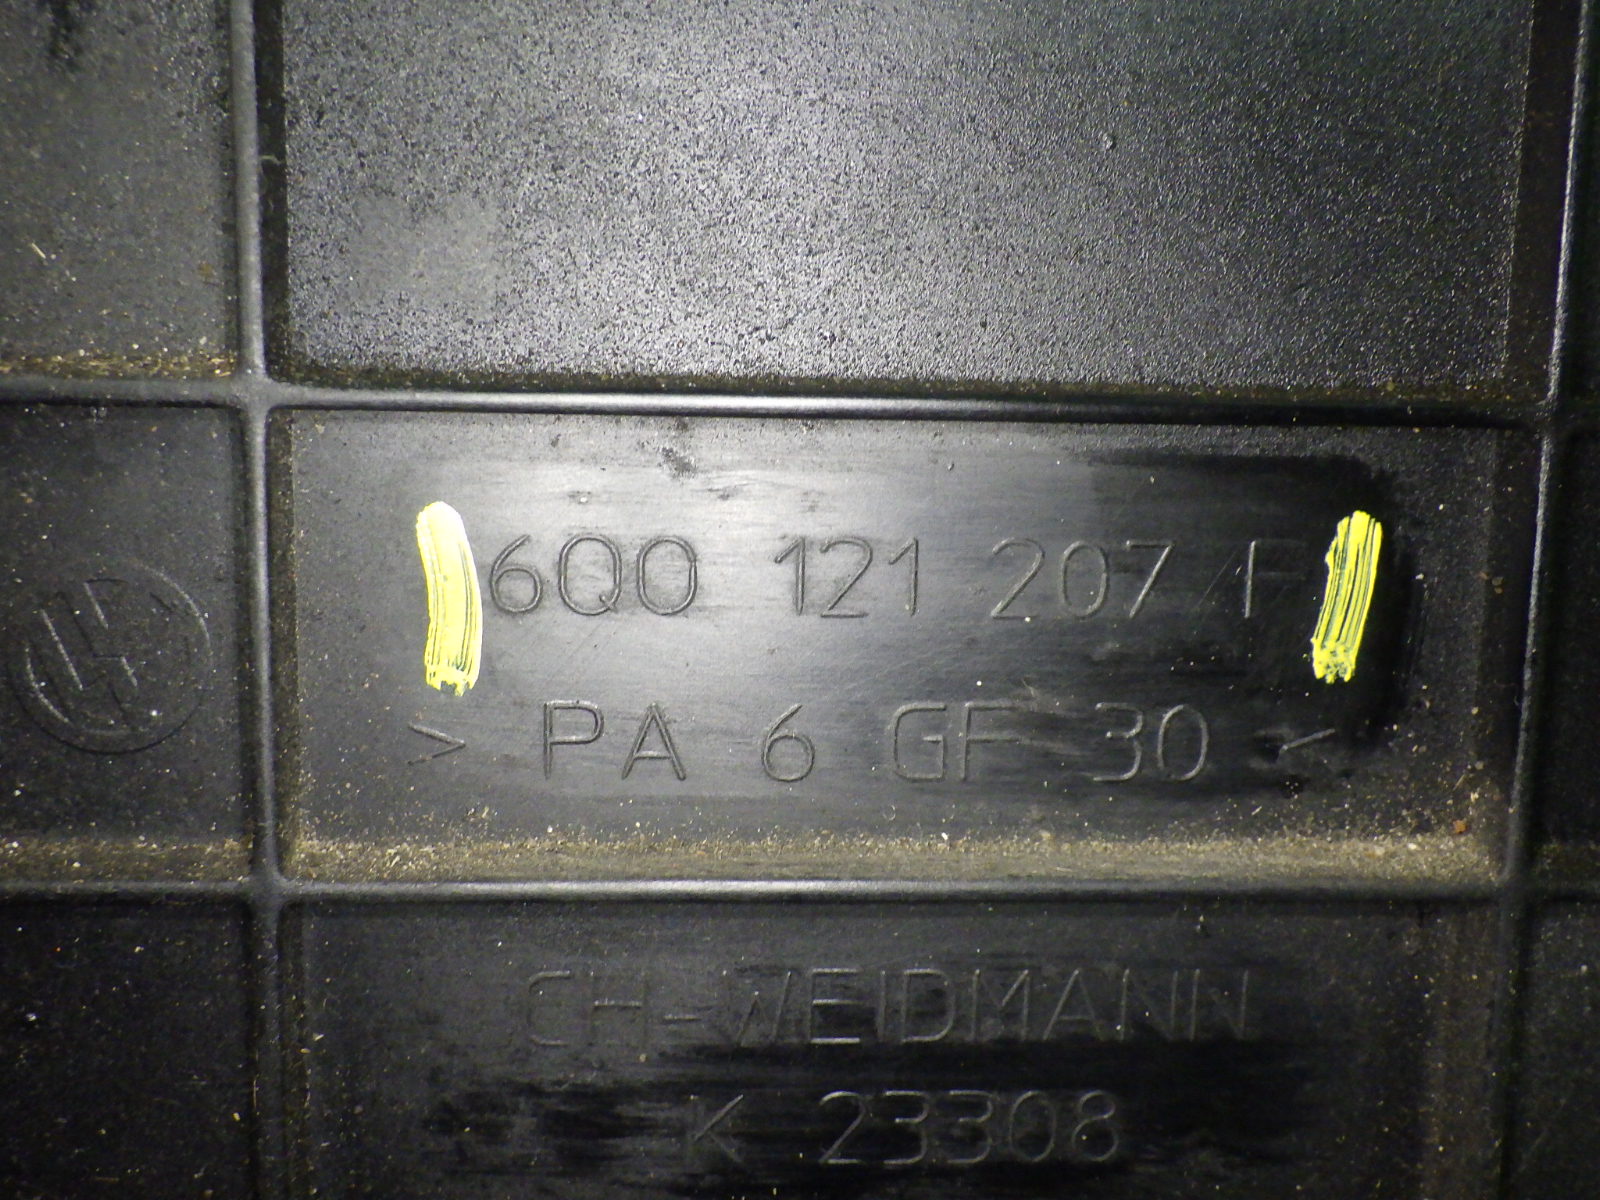 6Q0 121 207 F
> PA 6 GF 30 <
CH-WEIDMANN
K 23308